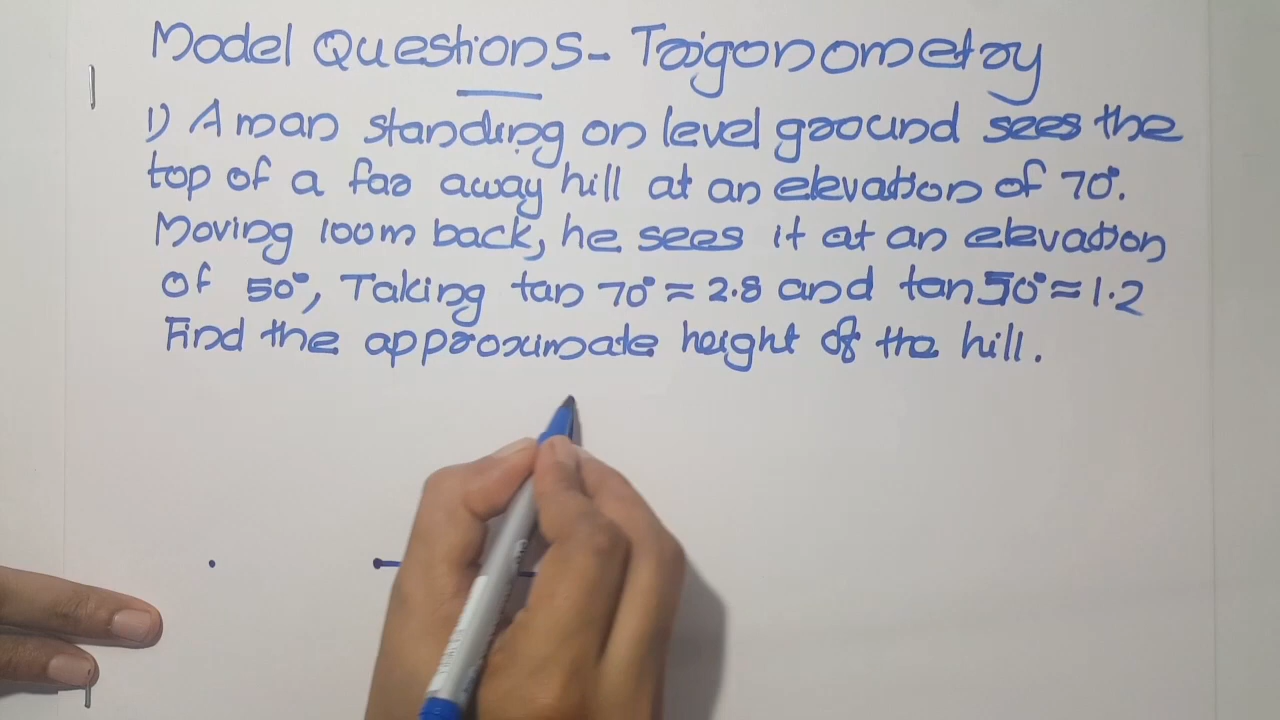 Model Questions - Trigonometry
1) A man standing on level ground sees the
top of a far away hill at an elevation of 70°.
Moving 100m back, he sees it at an elevation
of 50°, Taking tan 70° ≈ 2.8 and tan 50° ≈ 1.2
Find the approximate height of the hill.